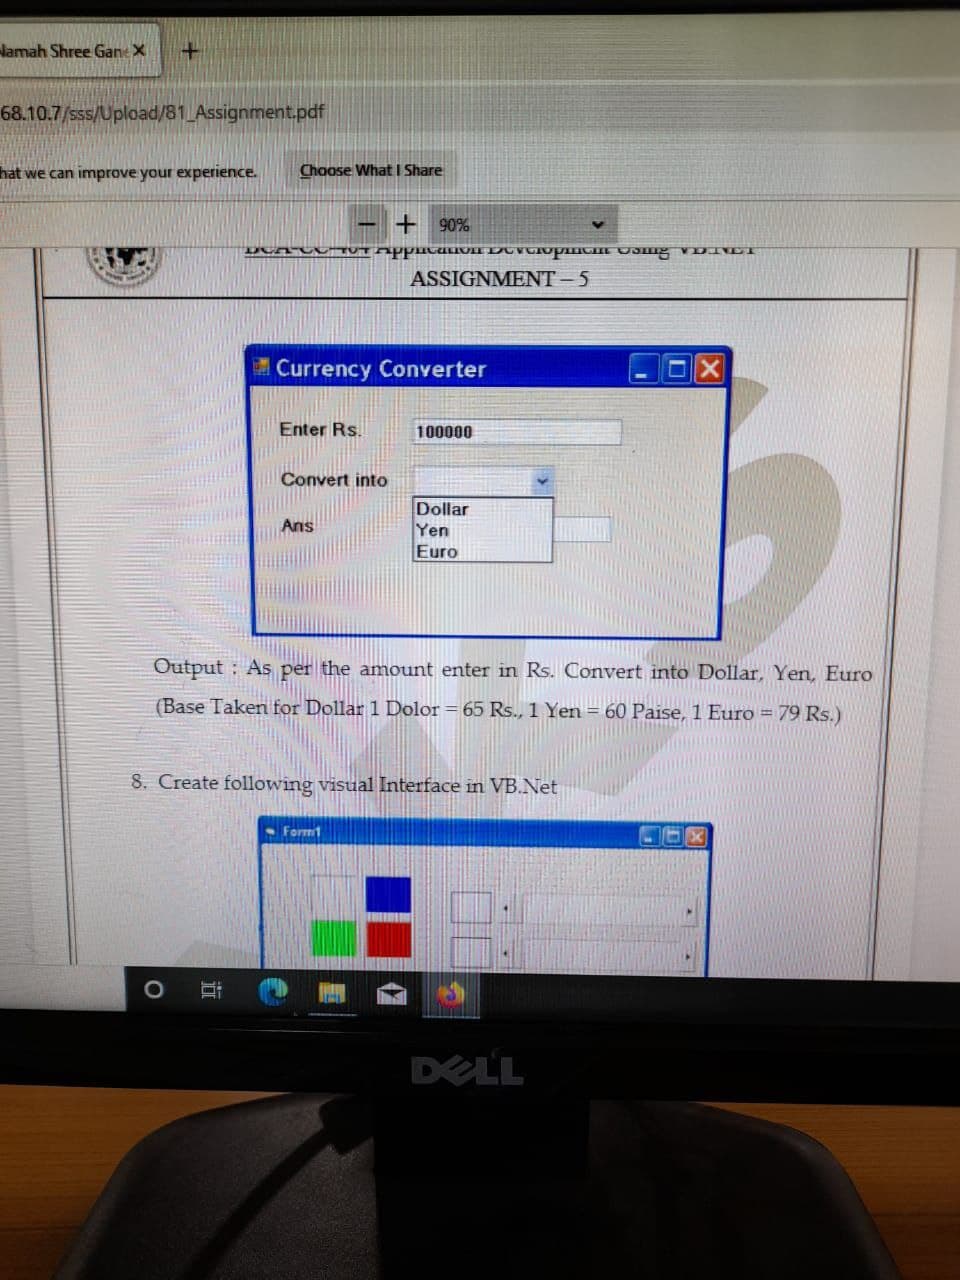 Namah Shree Gane X +
68.10.7/sss/Upload/81_Assignment.pdf
hat we can improve your experience. Choose What I Share
− + 90%
BCA-CC-404 Application Development Using VB.NET
ASSIGNMENT – 5
Currency Converter
Enter Rs. 100000
Convert into
Dollar
Ans
Yen
Euro
Output : As per the amount enter in Rs. Convert into Dollar, Yen, Euro
(Base Taken for Dollar 1 Dolor = 65 Rs., 1 Yen = 60 Paise, 1 Euro = 79 Rs.)
8. Create following visual Interface in VB.Net
Form1
DELL